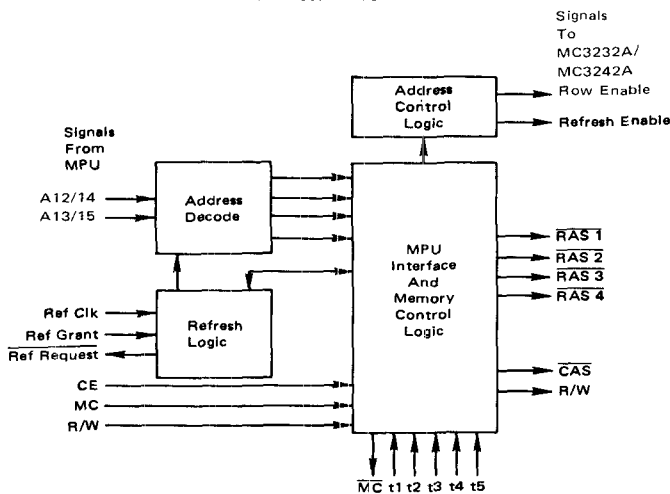 Signals
To
MC3232A/
MC3242A
Row Enable
Refresh Enable
Address
Control
Logic
Signals
From
MPU
A12/14
A13/15
Address
Decode
MPU
Interface
And
Memory
Control
Logic
RAS 1
RAS 2
RAS 3
RAS 4
Ref Clk
Ref Grant
Ref Request
Refresh
Logic
CE
MC
R/W
CAS
R/W
MC t1 t2 t3 t4 t5